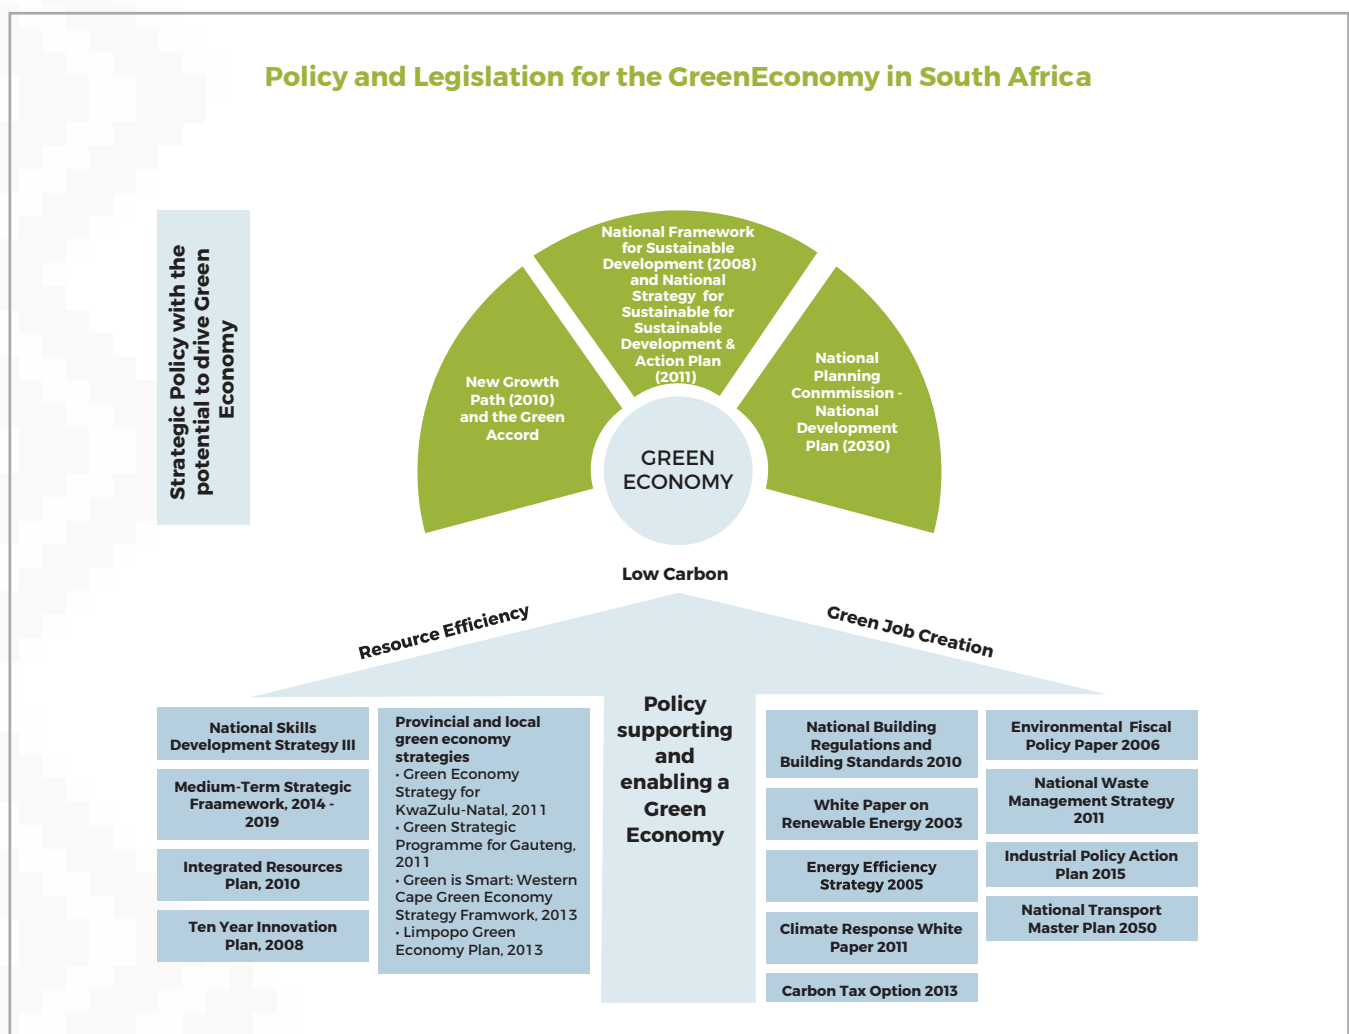 Policy and Legislation for the GreenEconomy in South Africa
Strategic Policy with the
potential to drive Green
Economy
New Growth
Path (2010)
and the Green
Accord
National Framework
for Sustainable
Development (2008)
and National
Strategy for
Sustainable for
Sustainable
Development &
Action Plan
(2011)
National
Planning
Conmmission -
National
Development
Plan (2030)
GREEN
ECONOMY
Low Carbon
Resource Efficiency
Green Job Creation
Policy
supporting
and
enabling a
Green
Economy
National Skills
Development Strategy III
Medium-Term Strategic
Fraamework, 2014 -
2019
Integrated Resources
Plan, 2010
Ten Year Innovation
Plan, 2008
Provincial and local
green economy
strategies
• Green Economy
Strategy for
KwaZulu-Natal, 2011
• Green Strategic
Programme for Gauteng,
2011
• Green is Smart: Western
Cape Green Economy
Strategy Framwork, 2013
• Limpopo Green
Economy Plan, 2013
National Building
Regulations and
Building Standards 2010
White Paper on
Renewable Energy 2003
Energy Efficiency
Strategy 2005
Climate Response White
Paper 2011
Carbon Tax Option 2013
Environmental Fiscal
Policy Paper 2006
National Waste
Management Strategy
2011
Industrial Policy Action
Plan 2015
National Transport
Master Plan 2050